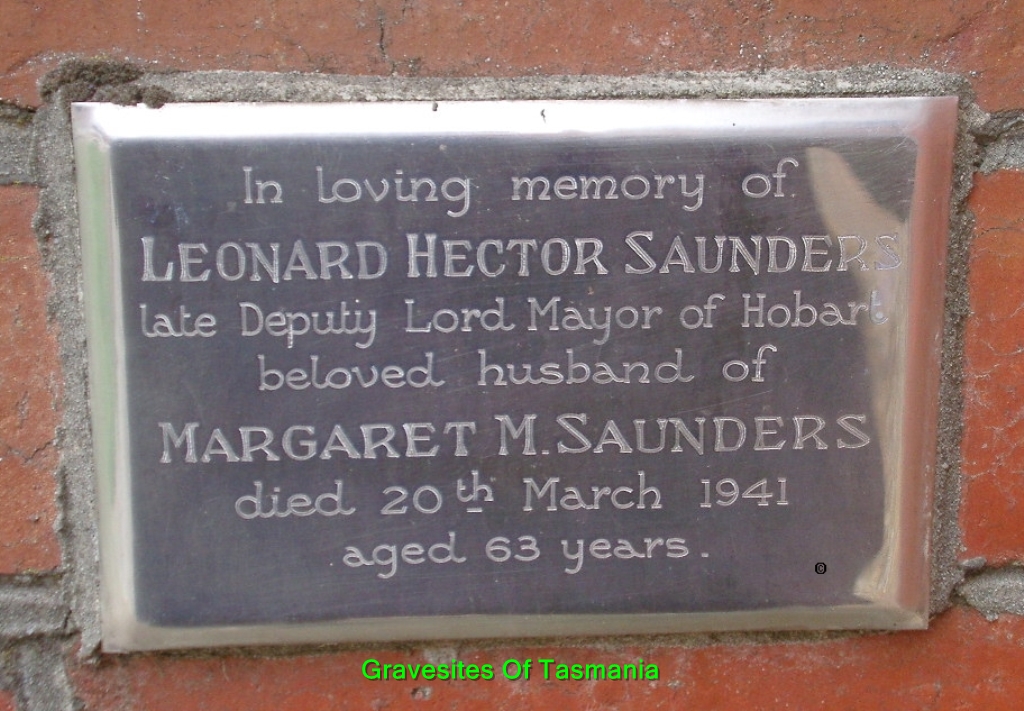 In loving memory of
LEONARD HECTOR SAUNDERS
late Deputy Lord Mayor of Hobart
beloved husband of
MARGARET M. SAUNDERS
died 20th March 1941
aged 63 years.
©
Gravesites Of Tasmania